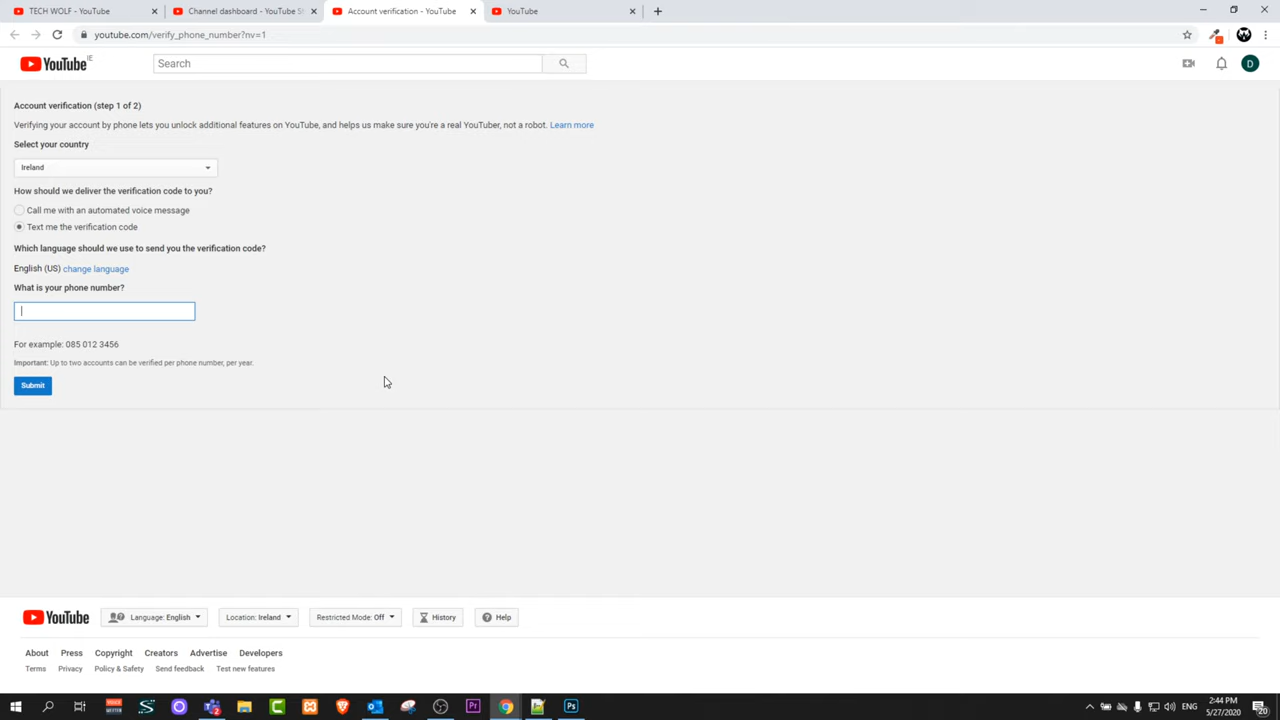 TECH WOLF - YouTube
Channel dashboard - YouTube St
Account verification - YouTube
YouTube
youtube.com/verify_phone_number?nv=1
YouTube IE
Search
D
Account verification (step 1 of 2)
Verifying your account by phone lets you unlock additional features on YouTube, and helps us make sure you're a real YouTuber, not a robot. Learn more
Select your country
Ireland
How should we deliver the verification code to you?
Call me with an automated voice message
Text me the verification code
Which language should we use to send you the verification code?
English (US) change language
What is your phone number?
For example: 085 012 3456
Important: Up to two accounts can be verified per phone number, per year.
Submit
YouTube
Language: English
Location: Ireland
Restricted Mode: Off
History
Help
About Press Copyright Creators Advertise Developers
Terms Privacy Policy & Safety Send feedback Test new features
Pr
Ps
ENG
2:44 PM
5/27/2020
20